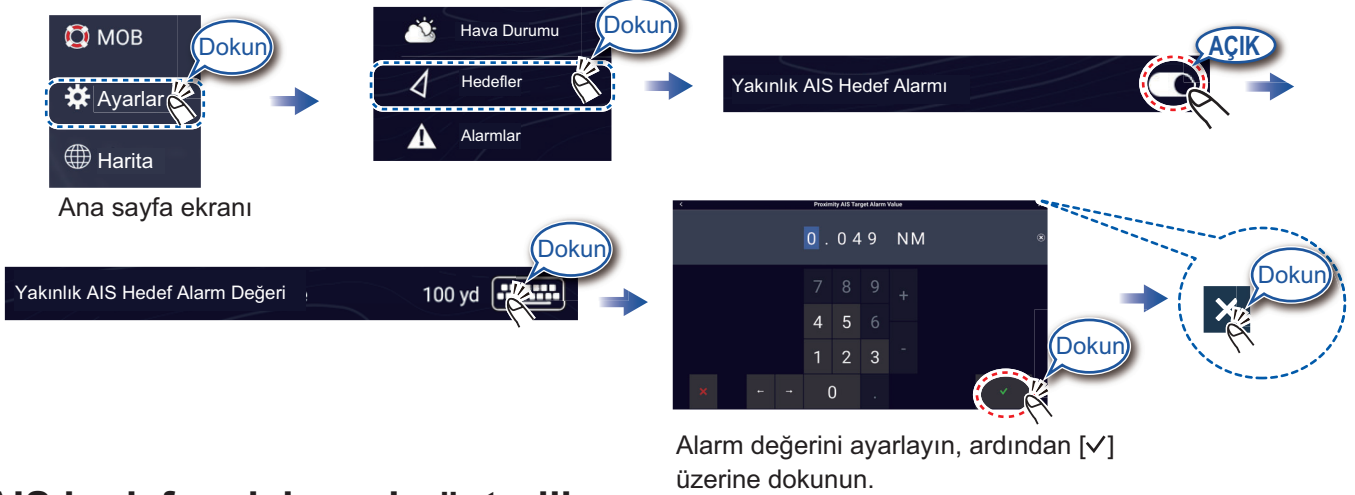 MOB
Dokun
Ayarlar
Harita
Ana sayfa ekranı
Hava Durumu
Dokun
Hedefler
Alarmlar
Yakınlık AIS Hedef Alarmı
AÇIK
Yakınlık AIS Hedef Alarm Değeri
100 yd
Dokun
Proximity AIS Target Alarm Value
0.049 NM
7 8 9 +
4 5 6
1 2 3 -
← → 0 .
Dokun
Dokun
Alarm değerini ayarlayın, ardından [✓]
üzerine dokunun.